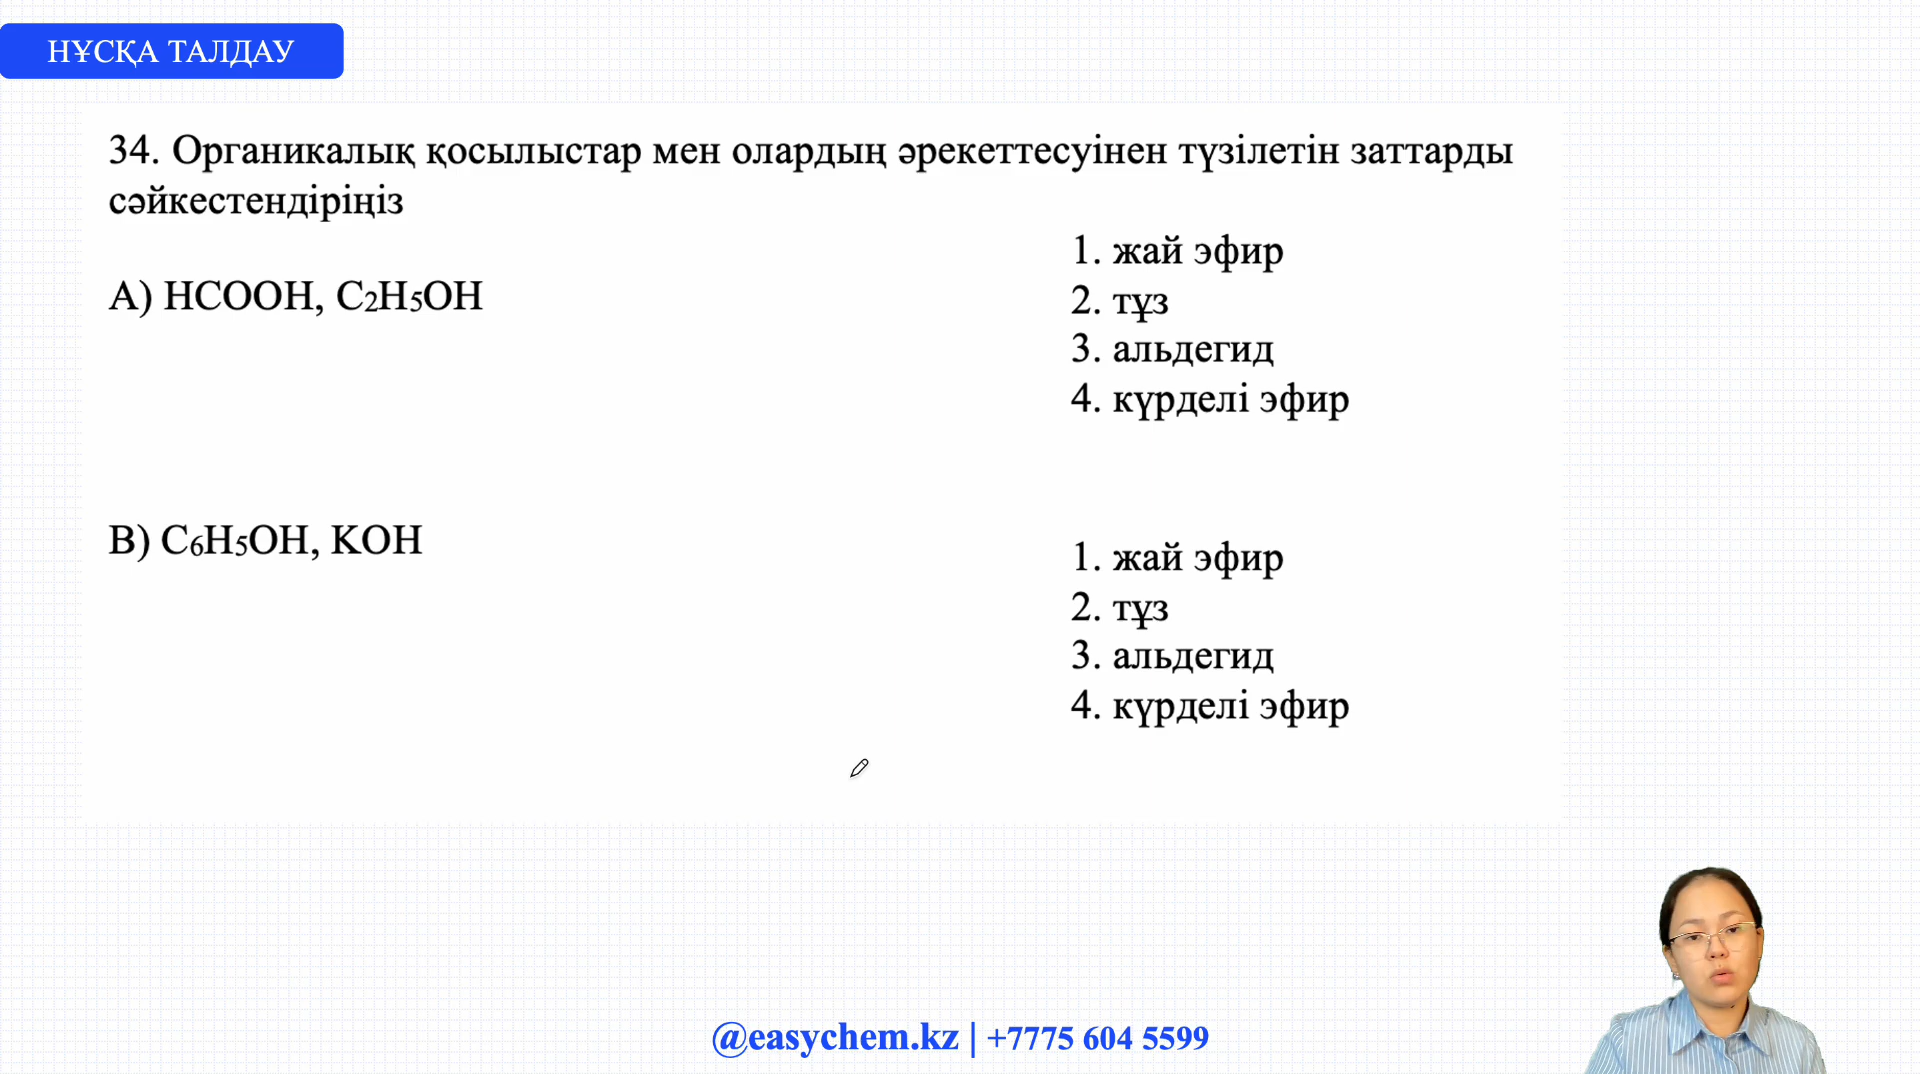 НҰСҚА ТАЛДАУ
34. Органикалық қосылыстар мен олардың әрекеттесуінен түзілетін заттарды
сәйкестендіріңіз
A) HCOOH, C₂H₅OH
1. жай эфир
2. тұз
3. альдегид
4. күрделі эфир
B) C₆H₅OH, KOH
1. жай эфир
2. тұз
3. альдегид
4. күрделі эфир
@easychem.kz | +7775 604 5599